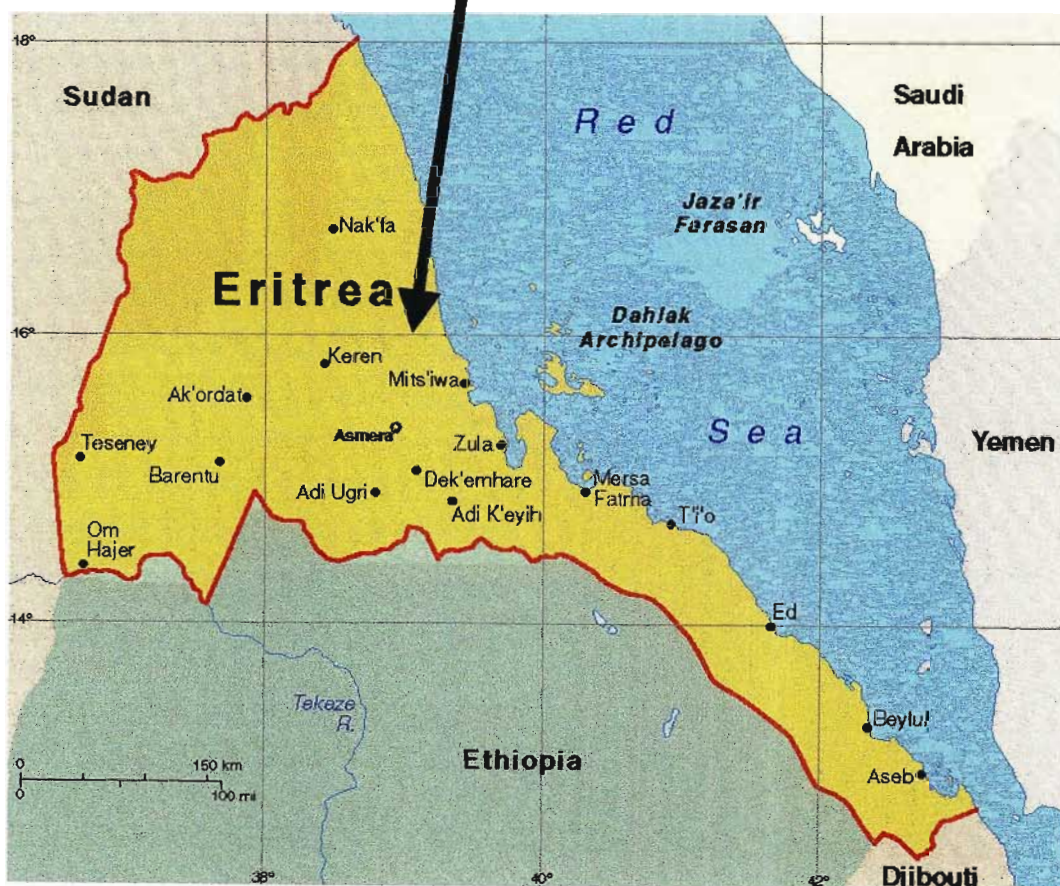 18°
Sudan
Saudi
Arabia
Red
Jaza'ir
Farasan
Nak'fa
Eritrea
Dahlak
Archipelago
16°
Keren
Mits'iwa
Ak'ordat
Asmera
Sea
Teseney
Zula
Yemen
Barentu
Dek'emhare
Mersa
Fatma
Adi Ugri
Adi K'eyih
T'i'o
Om
Hajer
14°
Ed
Tekeze
R.
Beylul
Ethiopia
0 150 km
0 100 mi
Aseb
38°
40°
42°
Djibouti